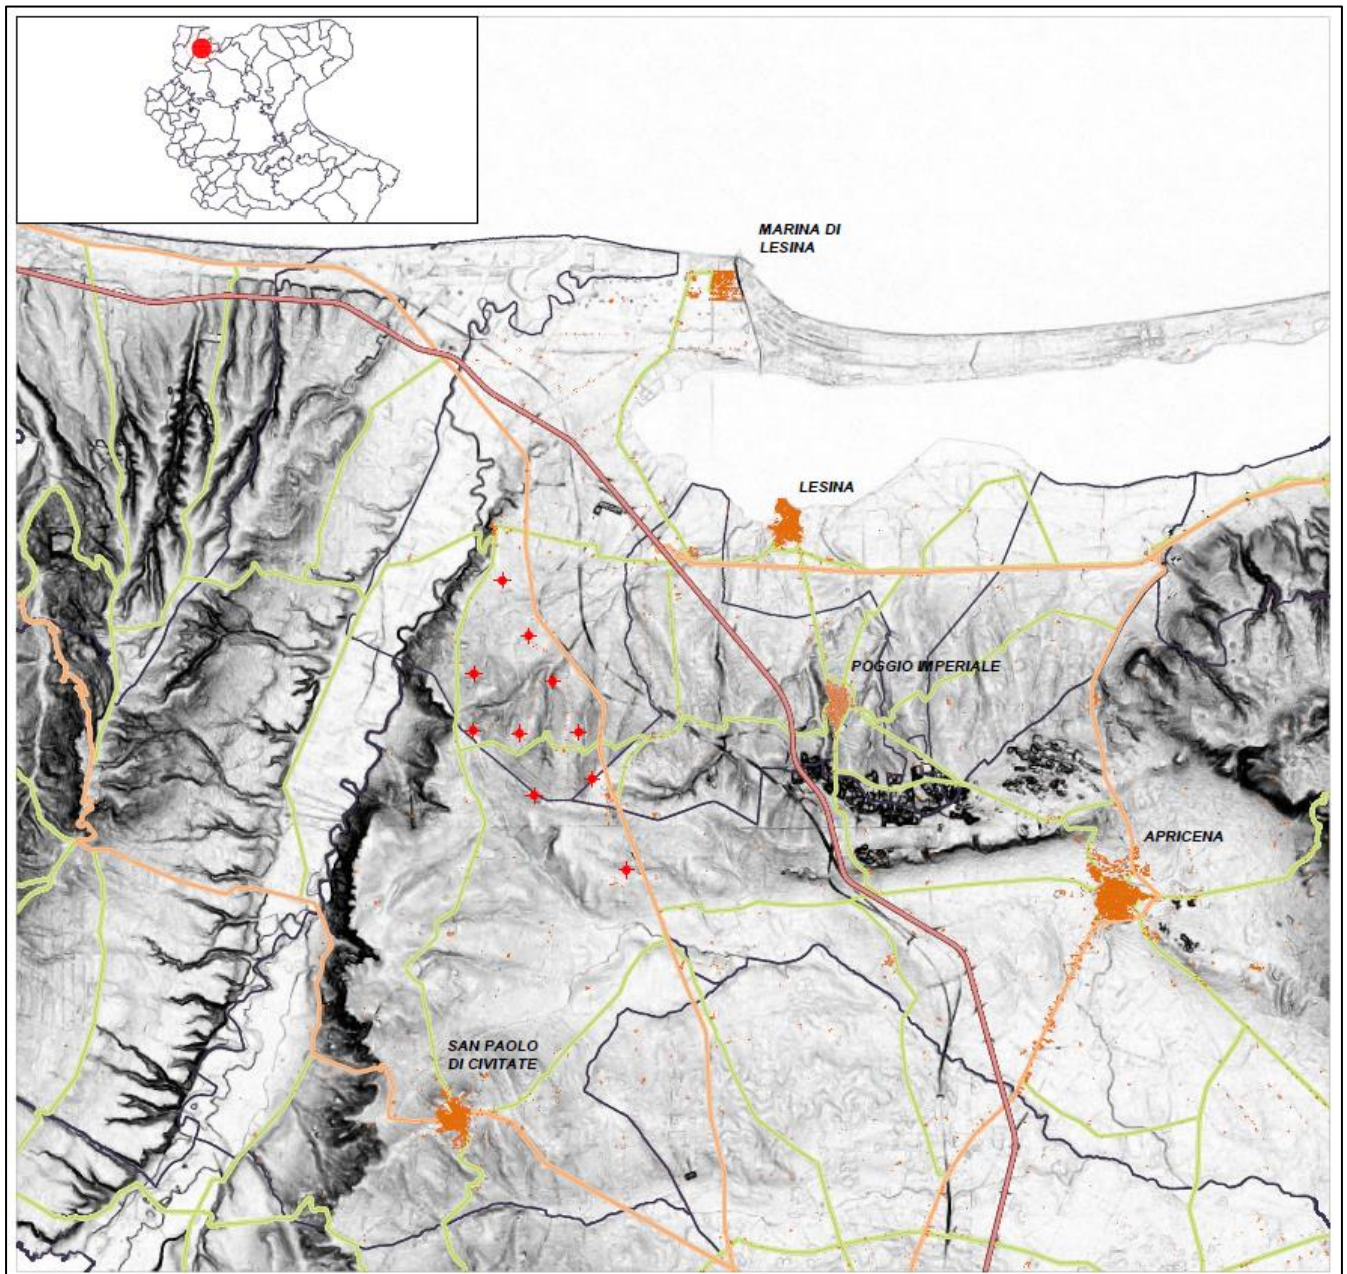 MARINA DI
LESINA
LESINA
POGGIO IMPERIALE
APRICENA
SAN PAOLO
DI CIVITATE